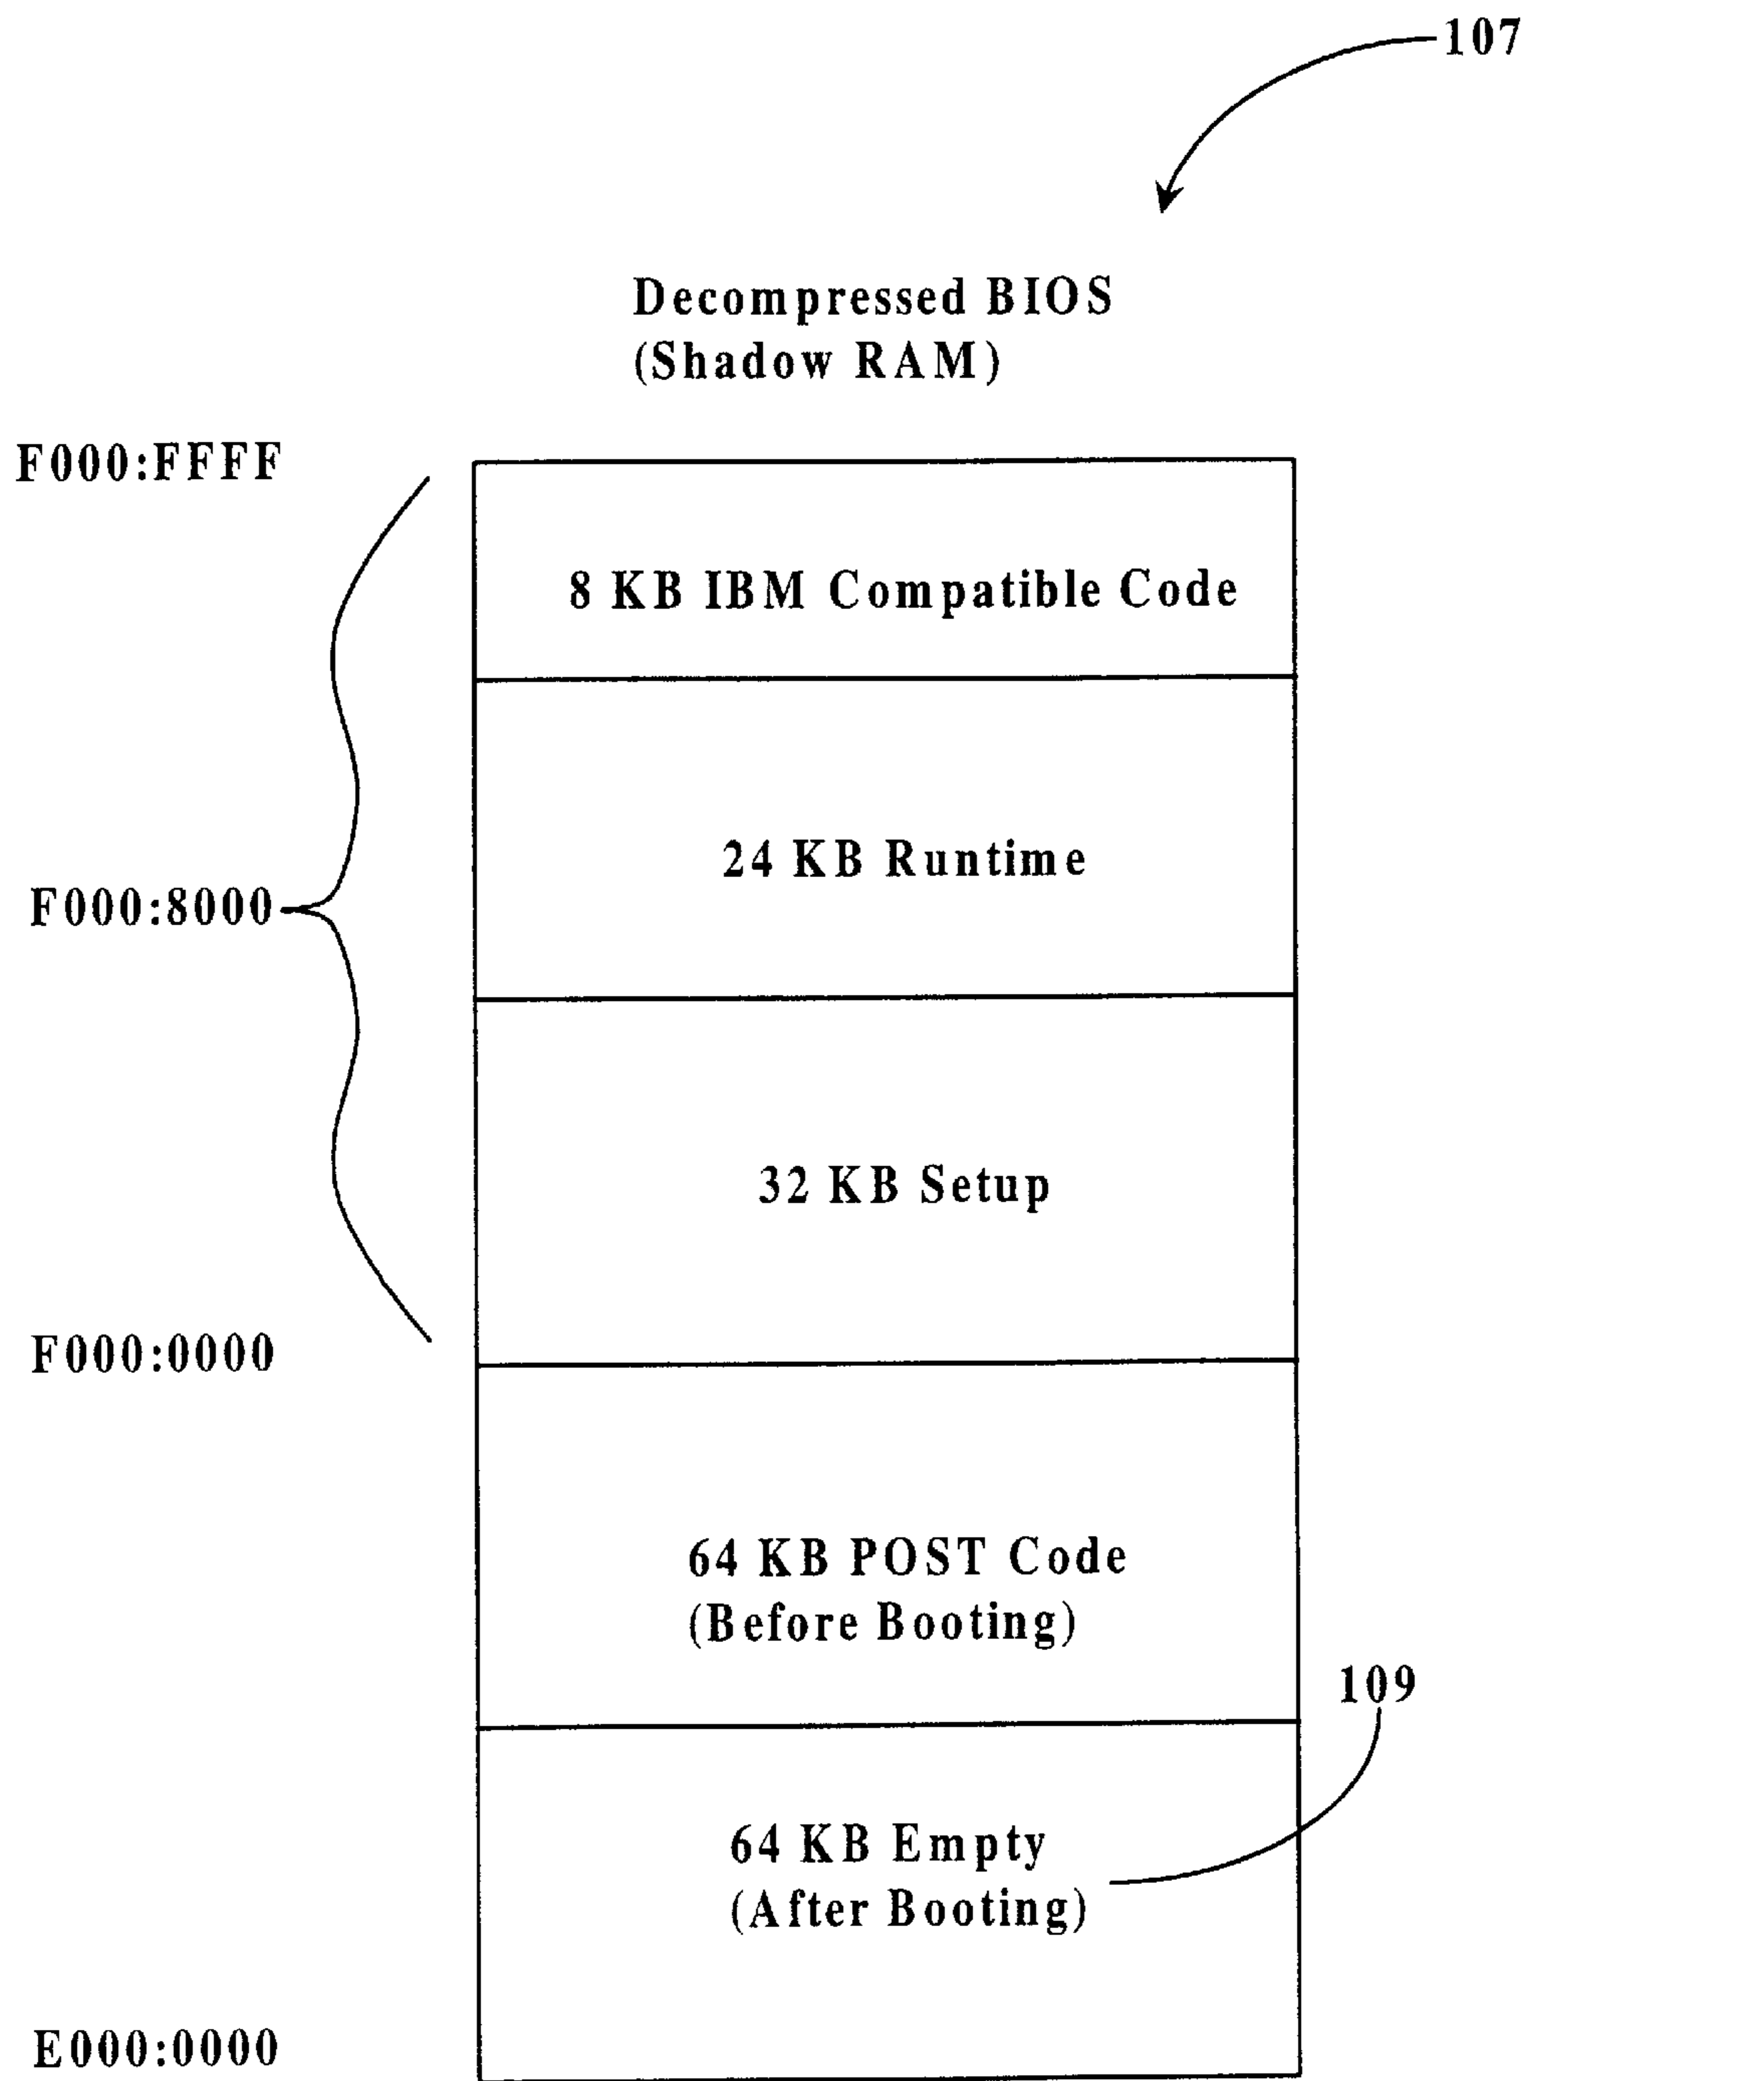 107
Decompressed BIOS
(Shadow RAM)
F000:FFFF
8 KB IBM Compatible Code
24 KB Runtime
F000:8000
32 KB Setup
F000:0000
64 KB POST Code
(Before Booting)
109
64 KB Empty
(After Booting)
E000:0000